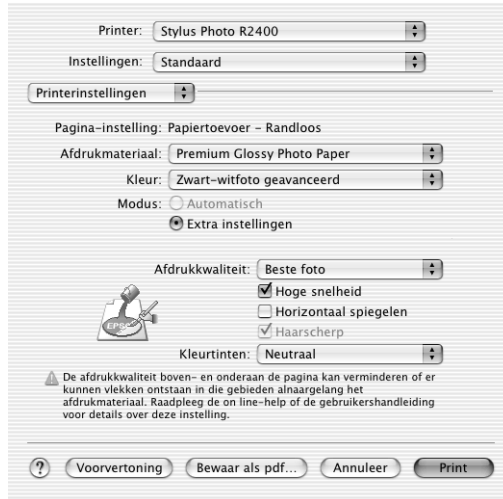 Printer: Stylus Photo R2400
Instellingen: Standaard
Printerinstellingen
Pagina-instelling: Papiertoevoer – Randloos
Afdrukmateriaal: Premium Glossy Photo Paper
Kleur: Zwart-witfoto geavanceerd
Modus: Automatisch
Extra instellingen
Afdrukkwaliteit: Beste foto
Hoge snelheid
Horizontaal spiegelen
Haarscherp
EPSON
Kleurtinten: Neutraal
De afdrukkwaliteit boven- en onderaan de pagina kan verminderen of er
kunnen vlekken ontstaan in die gebieden alnaargelang het
afdrukmateriaal. Raadpleeg de on line-help of de gebruikershandleiding
voor details over deze instelling.
? Voorvertoning Bewaar als pdf... Annuleer Print